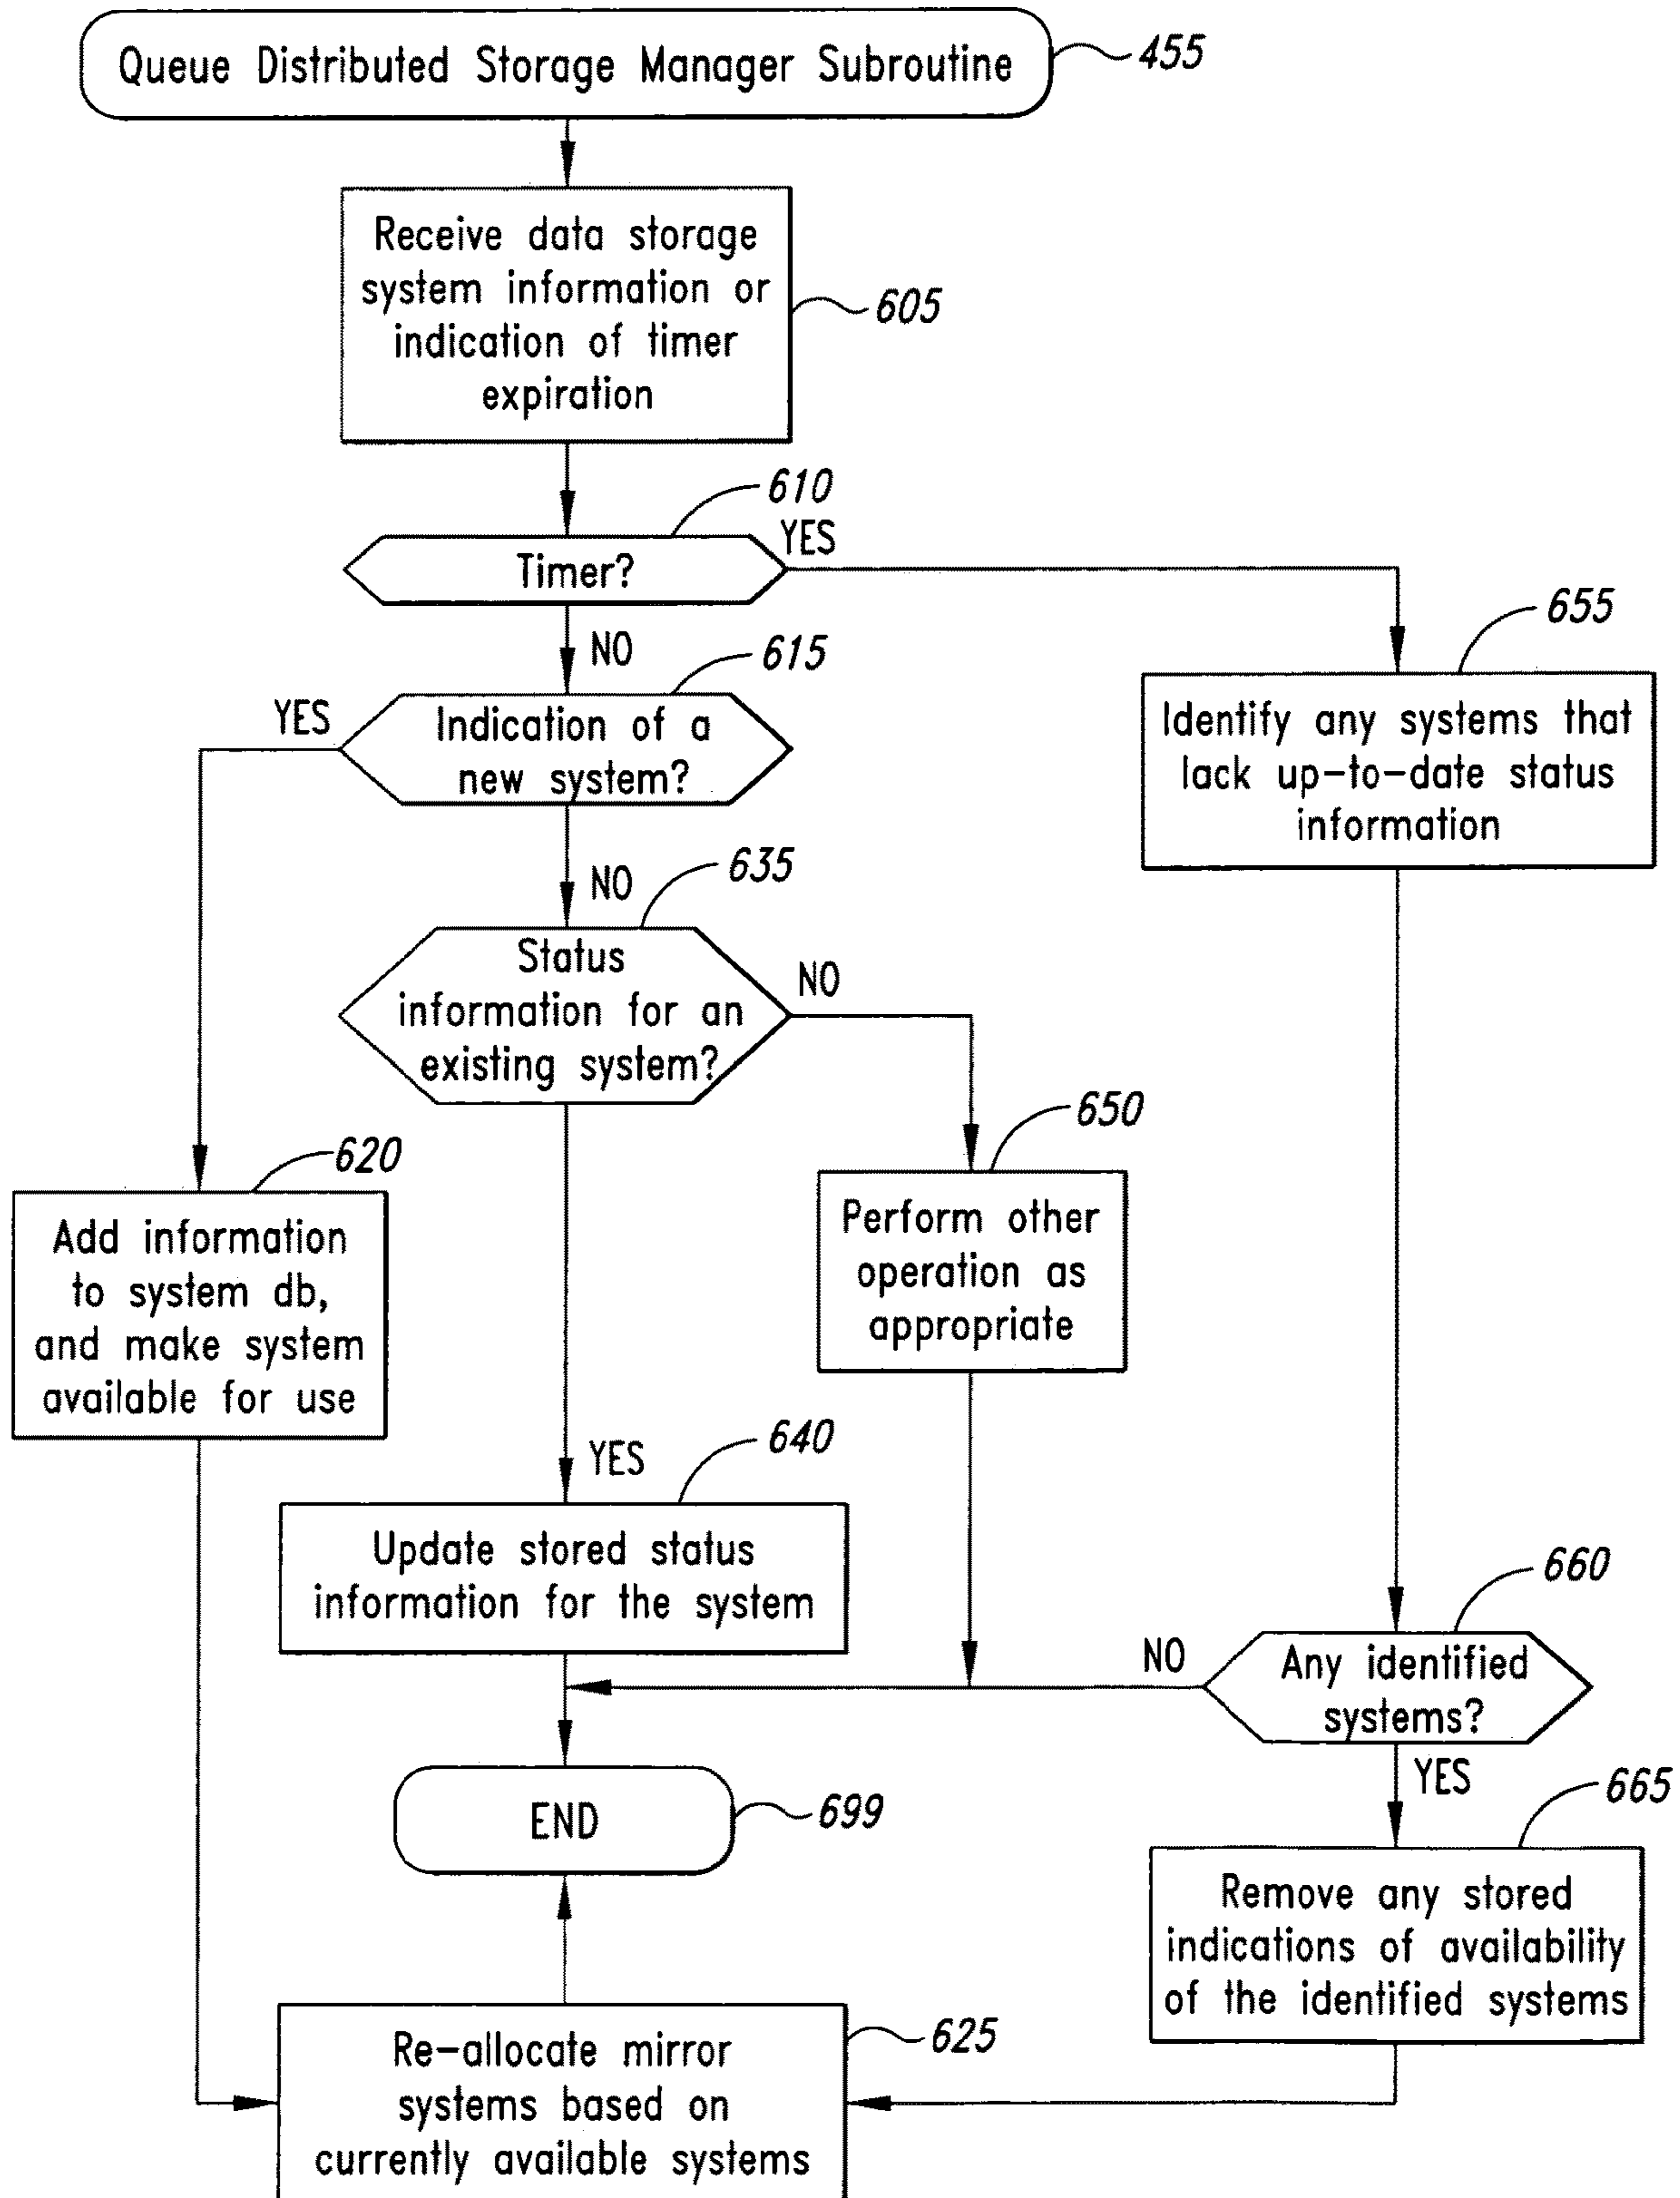 Queue Distributed Storage Manager Subroutine
455
Receive data storage
system information or
indication of timer
expiration
605
610
Timer?
YES
NO
615
655
YES
Indication of a
new system?
Identify any systems that
lack up-to-date status
information
NO
635
Status
information for an
existing system?
NO
650
620
Add information
to system db,
and make system
available for use
Perform other
operation as
appropriate
YES
640
Update stored status
information for the system
660
NO
Any identified
systems?
YES
665
END
699
Remove any stored
indications of availability
of the identified systems
Re-allocate mirror
systems based on
currently available systems
625